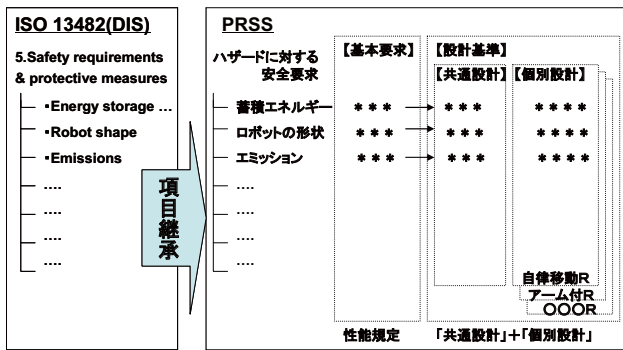 ISO 13482(DIS)
5.Safety requirements
& protective measures
・Energy storage …
・Robot shape
・Emissions
‥‥
‥‥
‥‥
‥‥
項目継承
PRSS
ハザードに対する
安全要求
【基本要求】
【設計基準】
【共通設計】
【個別設計】
蓄積エネルギー
＊＊＊
＊＊＊
＊＊＊＊
ロボットの形状
＊＊＊
＊＊＊
＊＊＊＊
エミッション
＊＊＊
＊＊＊
＊＊＊＊
‥‥
‥‥
‥‥
‥‥
自律移動R
アーム付R
〇〇〇R
性能規定
「共通設計」＋「個別設計」